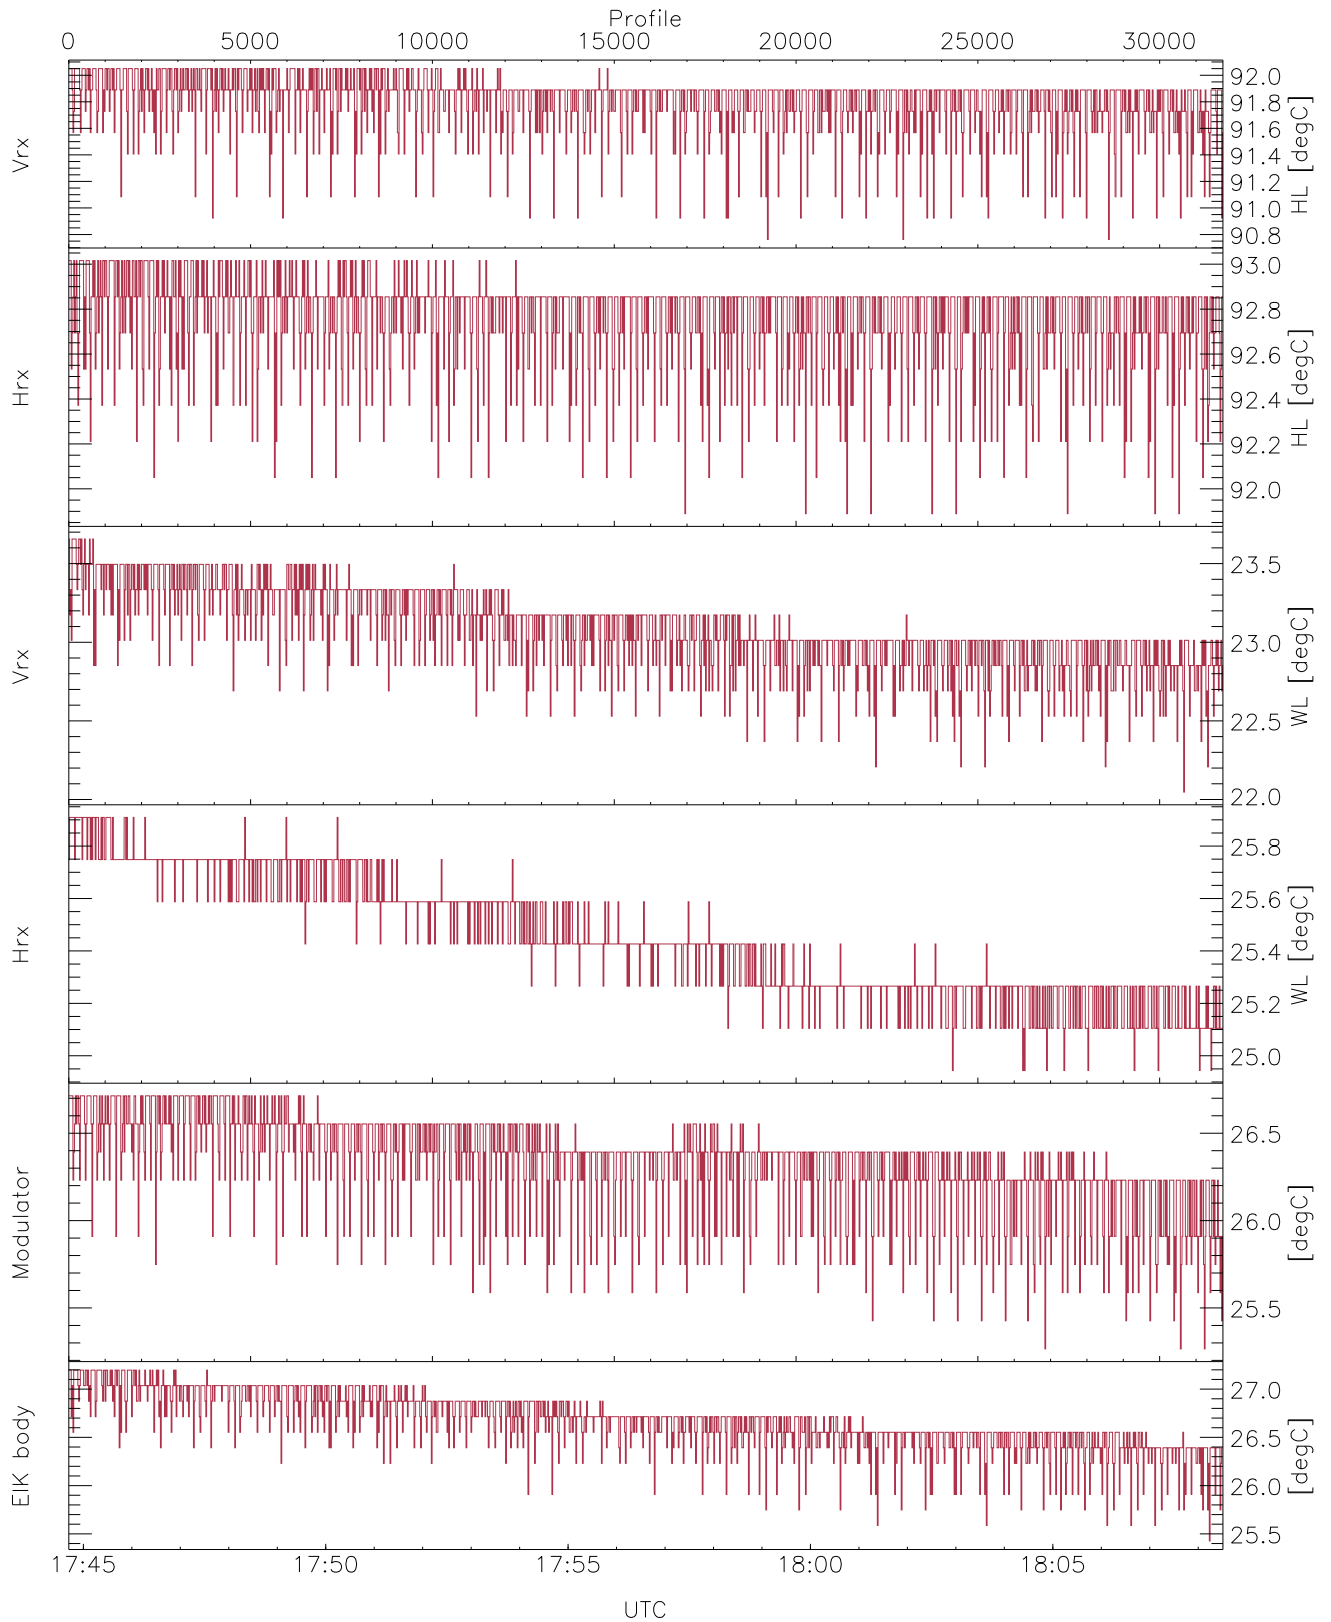 Profile
0 5000 10000 15000 20000 25000 30000
Vrx
92.0
91.8
91.6
91.4
91.2
91.0
90.8
HL [degC]
Hrx
93.0
92.8
92.6
92.4
92.2
92.0
HL [degC]
Vrx
23.5
23.0
22.5
22.0
WL [degC]
Hrx
25.8
25.6
25.4
25.2
25.0
WL [degC]
Modulator
26.5
26.0
25.5
[degC]
EIK body
27.0
26.5
26.0
25.5
[degC]
17:45 17:50 17:55 18:00 18:05
UTC